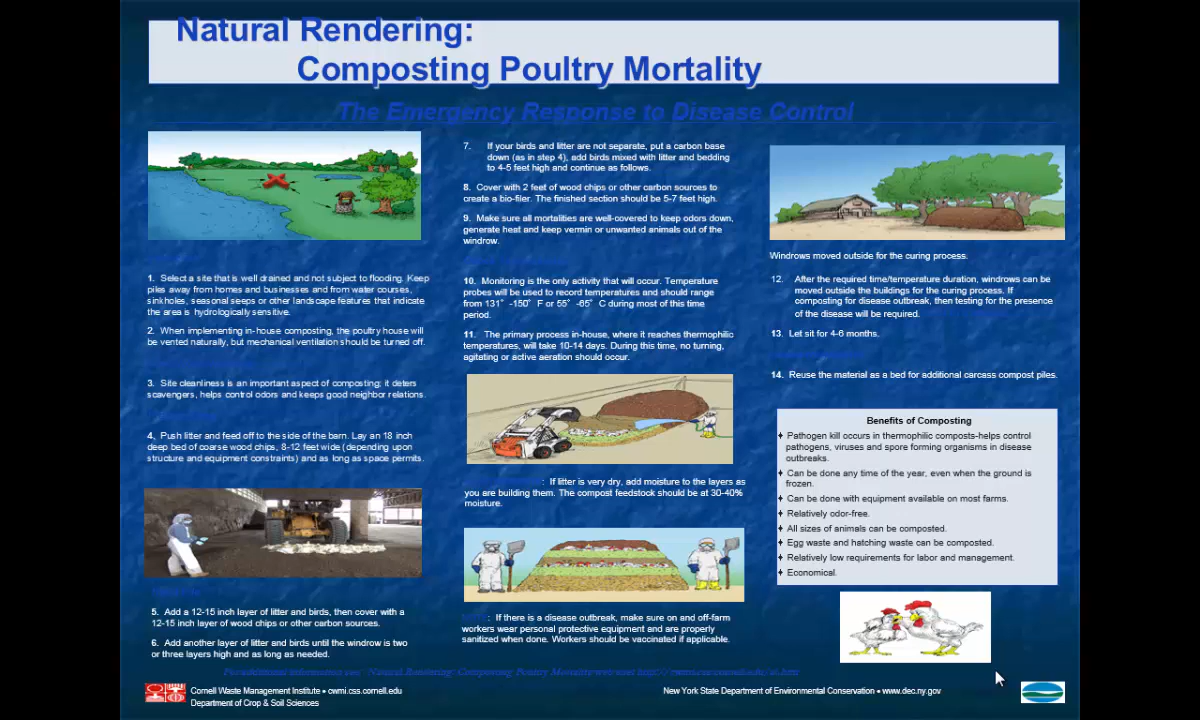 Natural Rendering:
Composting Poultry Mortality
The Emergency Response to Disease Control
1. Select a site that is well drained and not subject to flooding. Keep
piles away from homes and businesses and from water courses,
sinkholes, seasonal seeps or other landscape features that indicate
the area is hydrologically sensitive.
2. When implementing in-house composting, the poultry house will
be vented naturally, but mechanical ventilation should be turned off.
3. Site cleanliness is an important aspect of composting; it deters
scavengers, helps control odors and keeps good neighbor relations.
4. Push litter and feed off to the side of the barn. Lay an 18 inch
deep bed of coarse wood chips, 8-12 feet wide (depending upon
structure and equipment constraints) and as long as space permits.
5. Add a 12-15 inch layer of litter and birds, then cover with a
12-15 inch layer of wood chips or other carbon sources.
6. Add another layer of litter and birds until the windrow is two
or three layers high and as long as needed.
7. If your birds and litter are not separate, put a carbon base
down (as in step 4), add birds mixed with litter and bedding
to 4-5 feet high and continue as follows.
8. Cover with 2 feet of wood chips or other carbon sources to
create a bio-filer. The finished section should be 5-7 feet high.
9. Make sure all mortalities are well-covered to keep odors down,
generate heat and keep vermin or unwanted animals out of the
windrow.
10. Monitoring is the only activity that will occur. Temperature
probes will be used to record temperatures and should range
from 131° -150° F or 55° -65° C during most of this time
period.
11. The primary process in-house, where it reaches thermophilic
temperatures, will take 10-14 days. During this time, no turning,
agitating or active aeration should occur.
: If litter is very dry, add moisture to the layers as
you are building them. The compost feedstock should be at 30-40%
moisture.
: If there is a disease outbreak, make sure on and off-farm
workers wear personal protective equipment and are properly
sanitized when done. Workers should be vaccinated if applicable.
Windrows moved outside for the curing process.
12. After the required time/temperature duration, windrows can be
moved outside the buildings for the curing process. If
composting for disease outbreak, then testing for the presence
of the disease will be required.
13. Let sit for 4-6 months.
14. Reuse the material as a bed for additional carcass compost piles.
Benefits of Composting
Pathogen kill occurs in thermophilic composts-helps control
pathogens, viruses and spore forming organisms in disease
outbreaks.
Can be done any time of the year, even when the ground is
frozen.
Can be done with equipment available on most farms.
Relatively odor-free.
All sizes of animals can be composted.
Egg waste and hatching waste can be composted.
Relatively low requirements for labor and management.
Economical.
Cornell Waste Management Institute • cwmi.css.cornell.edu
Department of Crop & Soil Sciences
New York State Department of Environmental Conservation • www.dec.ny.gov